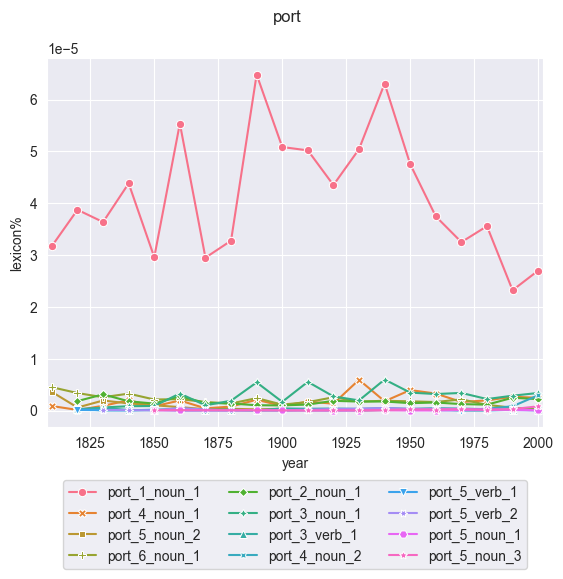 port
1e−5
6
5
4
3
2
1
0
lexicon%
1825 1850 1875 1900 1925 1950 1975 2000
year
port_1_noun_1 port_2_noun_1 port_5_verb_1
port_4_noun_1 port_3_noun_1 port_5_verb_2
port_5_noun_2 port_3_verb_1 port_5_noun_1
port_6_noun_1 port_4_noun_2 port_5_noun_3